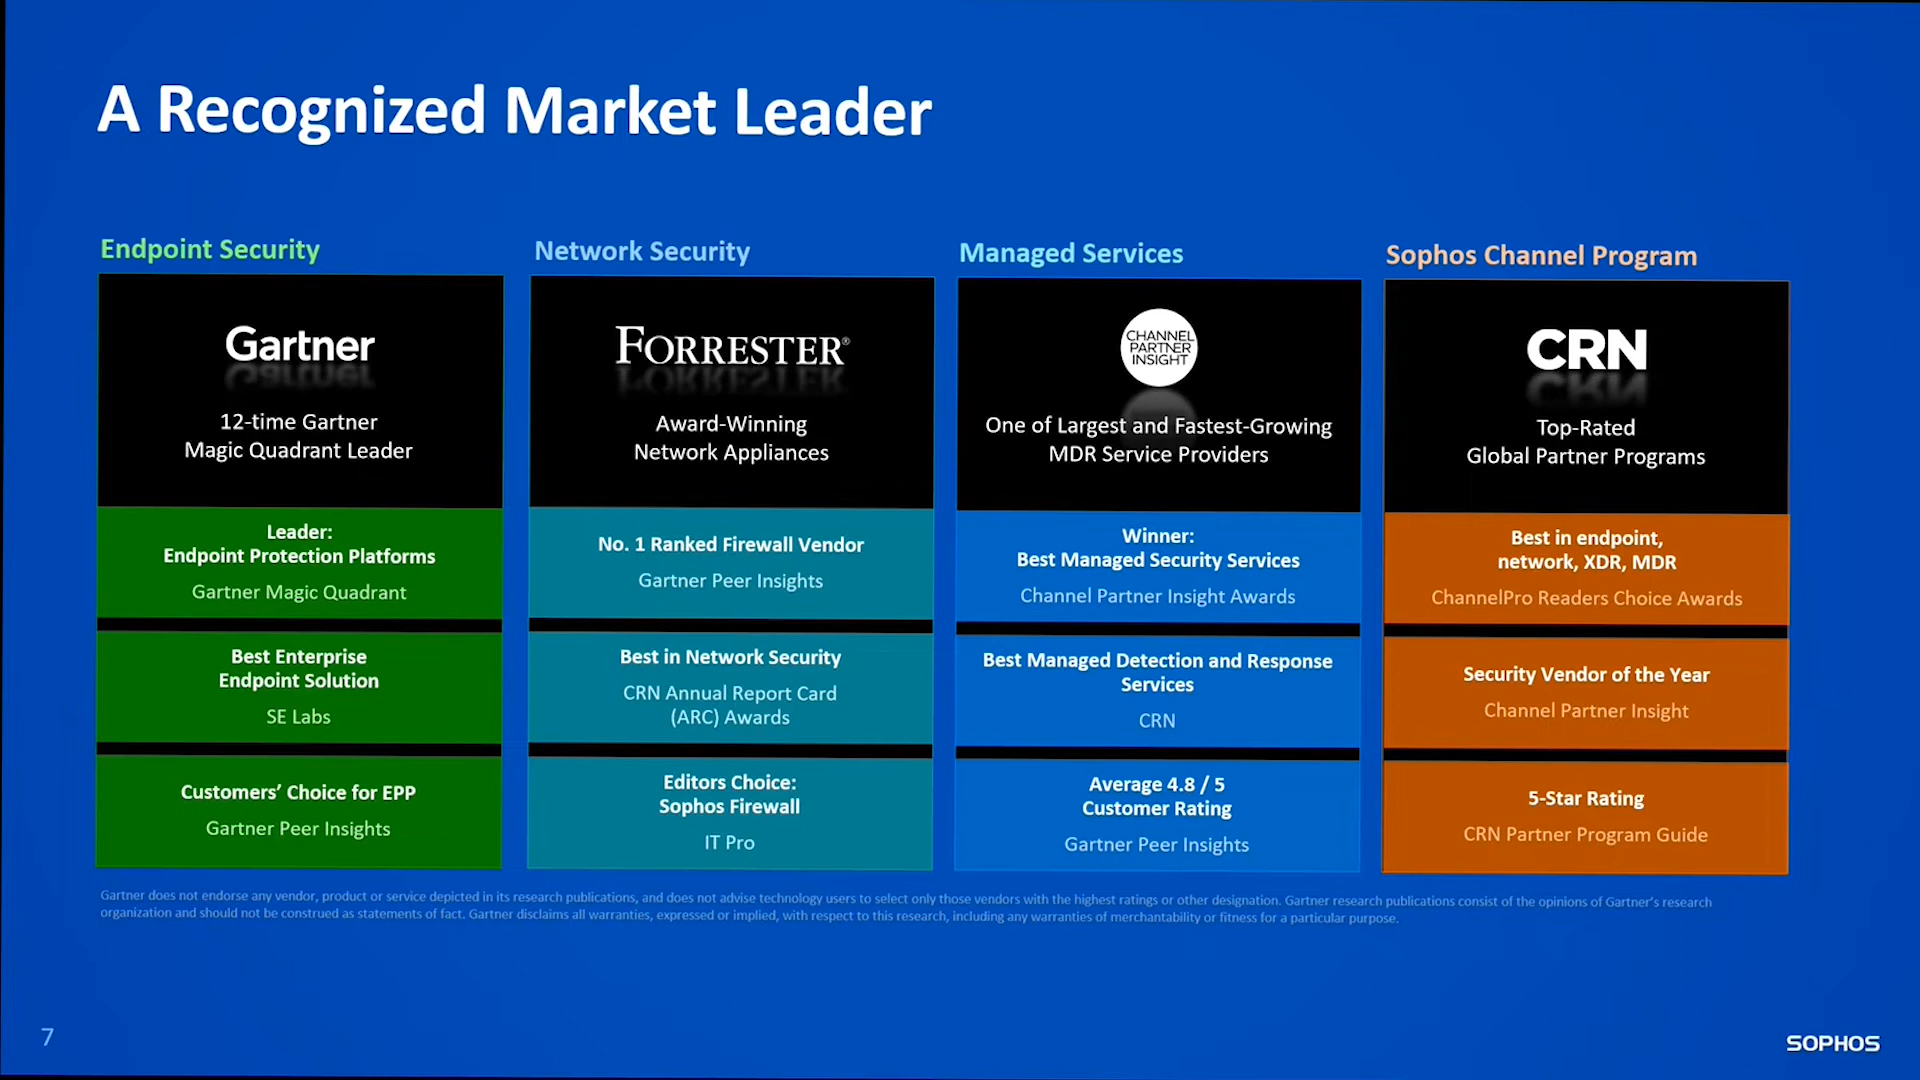 A Recognized Market Leader
Endpoint Security
Gartner
12-time Gartner
Magic Quadrant Leader
Leader:
Endpoint Protection Platforms
Gartner Magic Quadrant
Best Enterprise
Endpoint Solution
SE Labs
Customers’ Choice for EPP
Gartner Peer Insights
Network Security
FORRESTER®
Award-Winning
Network Appliances
No. 1 Ranked Firewall Vendor
Gartner Peer Insights
Best in Network Security
CRN Annual Report Card
(ARC) Awards
Editors Choice:
Sophos Firewall
IT Pro
Managed Services
CHANNEL
PARTNER
INSIGHT
One of Largest and Fastest-Growing
MDR Service Providers
Winner:
Best Managed Security Services
Channel Partner Insight Awards
Best Managed Detection and Response
Services
CRN
Average 4.8 / 5
Customer Rating
Gartner Peer Insights
Sophos Channel Program
CRN
Top-Rated
Global Partner Programs
Best in endpoint,
network, XDR, MDR
ChannelPro Readers Choice Awards
Security Vendor of the Year
Channel Partner Insight
5-Star Rating
CRN Partner Program Guide
Gartner does not endorse any vendor, product or service depicted in its research publications, and does not advise technology users to select only those vendors with the highest ratings or other designation. Gartner research publications consist of the opinions of Gartner’s research
organization and should not be construed as statements of fact. Gartner disclaims all warranties, expressed or implied, with respect to this research, including any warranties of merchantability or fitness for a particular purpose.
7
SOPHOS